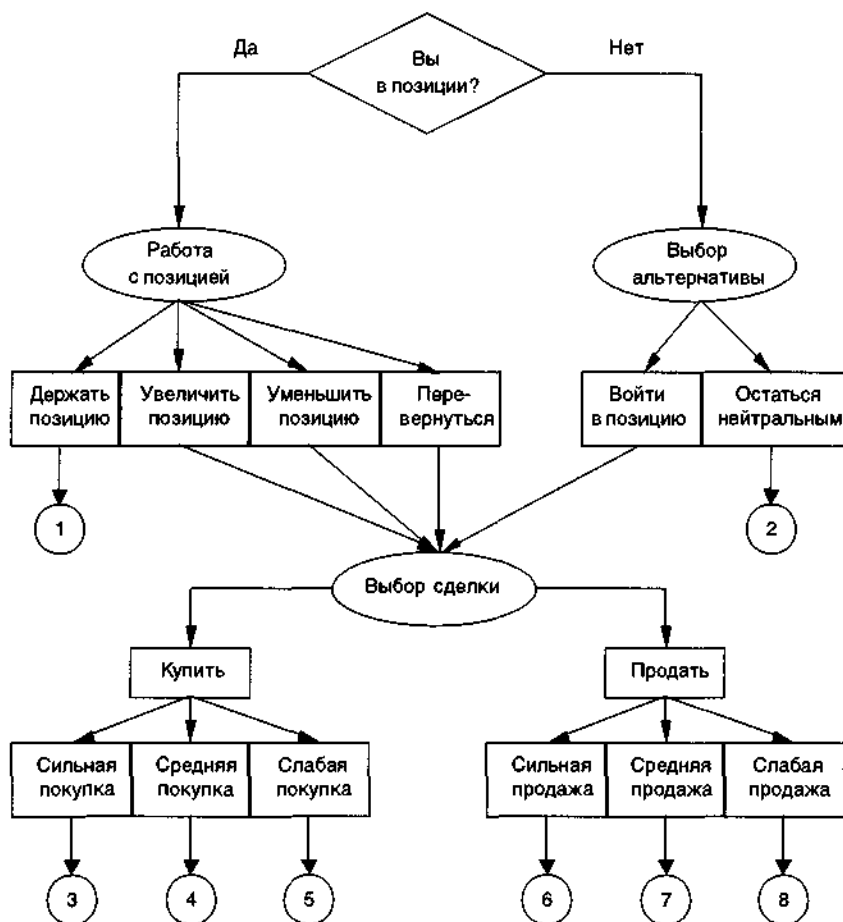 Да
Вы
в позиции?
Нет
Работа
с позицией
Выбор
альтернативы
Держать
позицию
Увеличить
позицию
Уменьшить
позицию
Пере-
вернуться
Войти
в позицию
Остаться
нейтральным
1
2
Выбор сделки
Купить
Продать
Сильная
покупка
Средняя
покупка
Слабая
покупка
Сильная
продажа
Средняя
продажа
Слабая
продажа
3
4
5
6
7
8